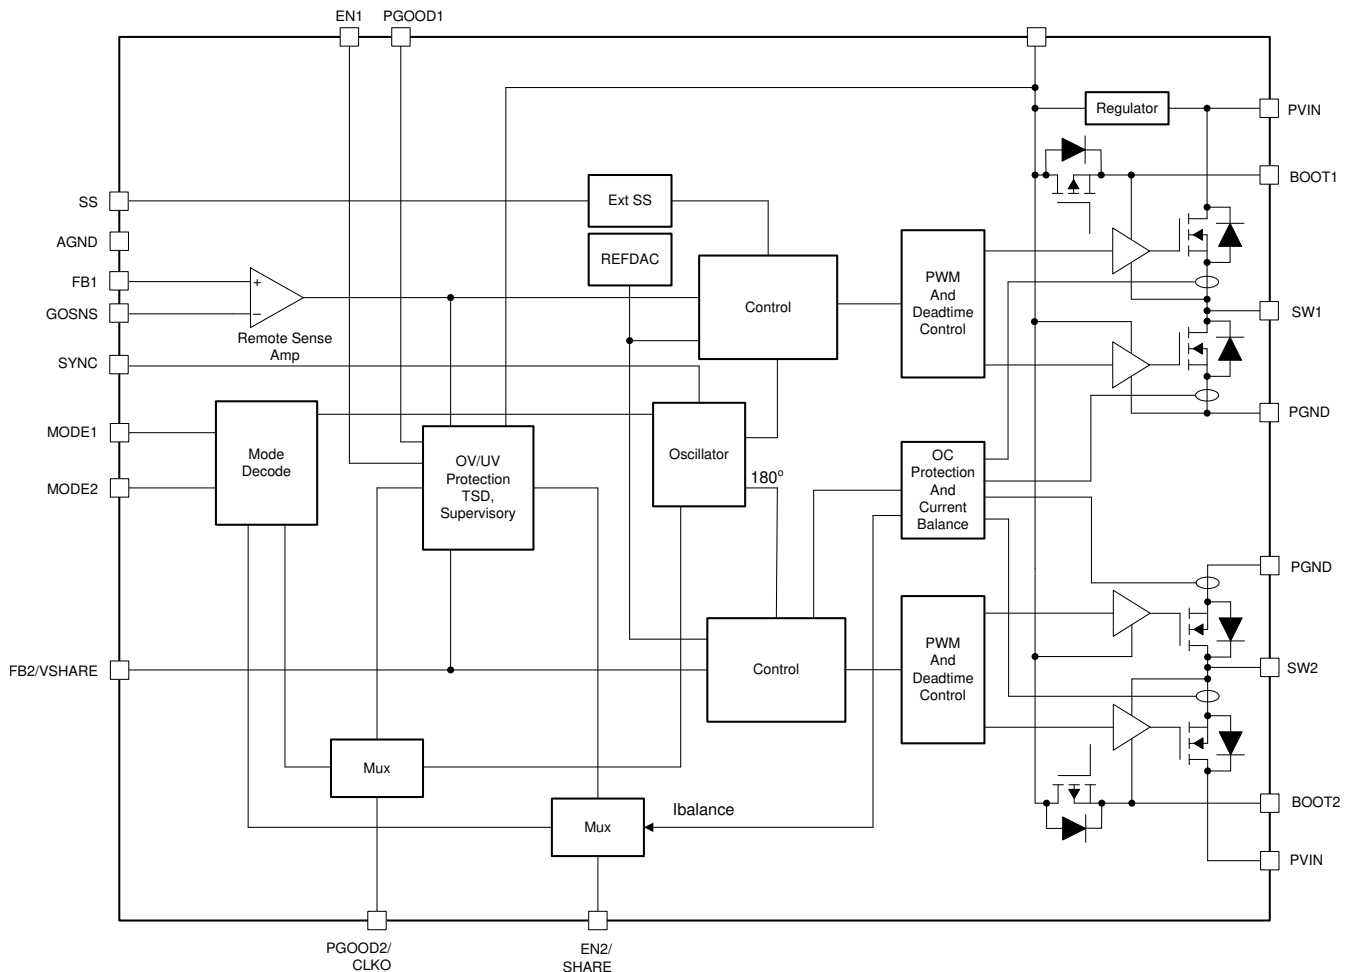 EN1
PGOOD1
Regulator
PVIN
BOOT1
SS
Ext SS
AGND
REFDAC
FB1
+
−
GOSNS
Remote Sense
Amp
Control
PWM
And
Deadtime
Control
SW1
SYNC
PGND
MODE1
MODE2
Mode
Decode
OV/UV
Protection
TSD,
Supervisory
Oscillator
180°
OC
Protection
And
Current
Balance
PGND
FB2/VSHARE
Control
PWM
And
Deadtime
Control
SW2
Mux
Mux
Ibalance
BOOT2
PVIN
PGOOD2/
CLKO
EN2/
SHARE